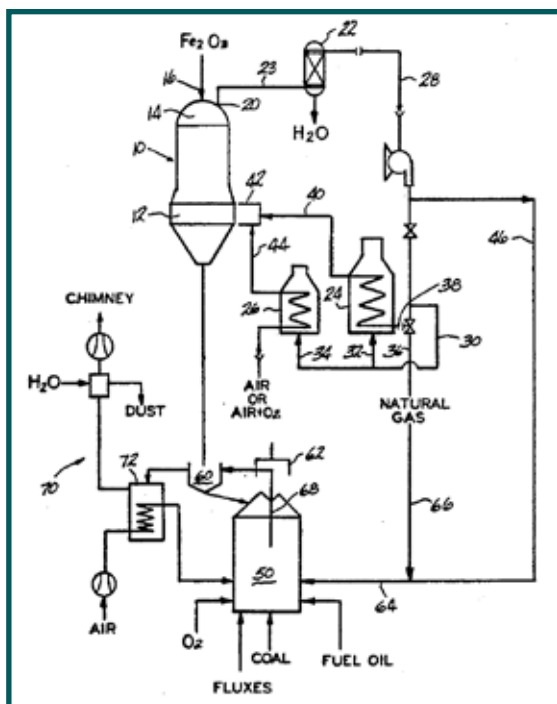 Fe2O3
16
20
23
22
28
H2O
14
10
42
40
12
44
46
26
24
38
30
34
32
36
AIR
OR
AIR+O2
NATURAL
GAS
CHIMNEY
H2O
DUST
70
72
60
62
68
66
50
64
AIR
O2
FLUXES
COAL
FUEL OIL